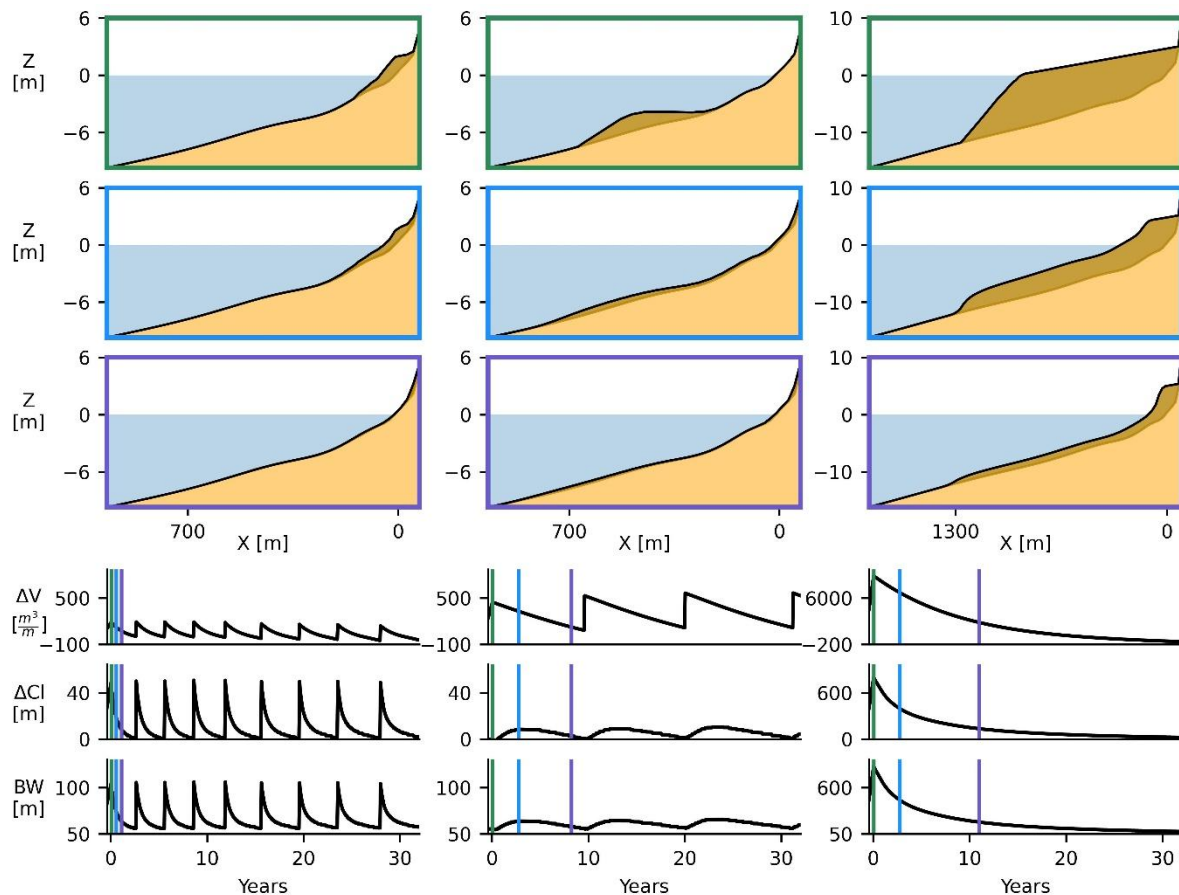 6 6 10
Z [m] 0 0 0
−6 −6 −10
6 6 10
Z [m] 0 0 0
−6 −6 −10
6 6 10
Z [m] 0 0 0
−6 −6 −10
700 0 700 0 1300 0
X [m] X [m] X [m]
ΔV 500 500 6000
[m³/m] −100 −100 −200
ΔCl 40 40 600
[m] 0 0 0
BW 100 100 600
[m] 50 50 50
0 10 20 30 0 10 20 30 0 10 20 30
Years Years Years